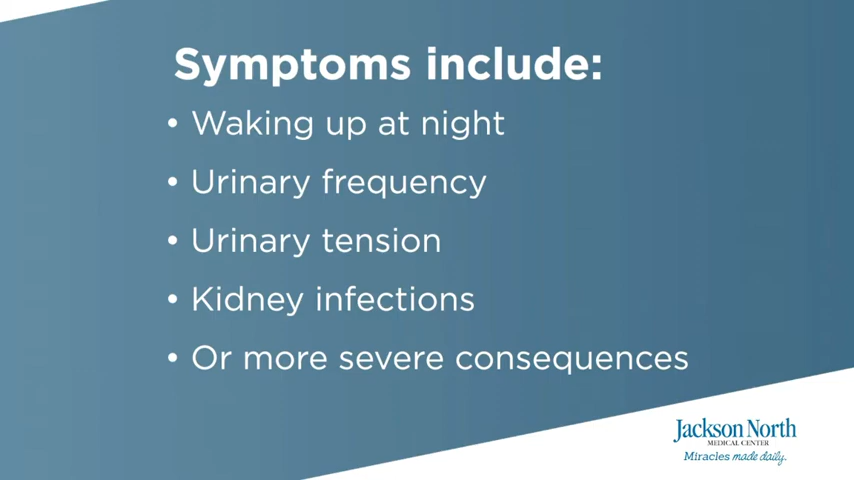 Symptoms include:
• Waking up at night
• Urinary frequency
• Urinary tension
• Kidney infections
• Or more severe consequences
Jackson North
MEDICAL CENTER
Miracles made daily.